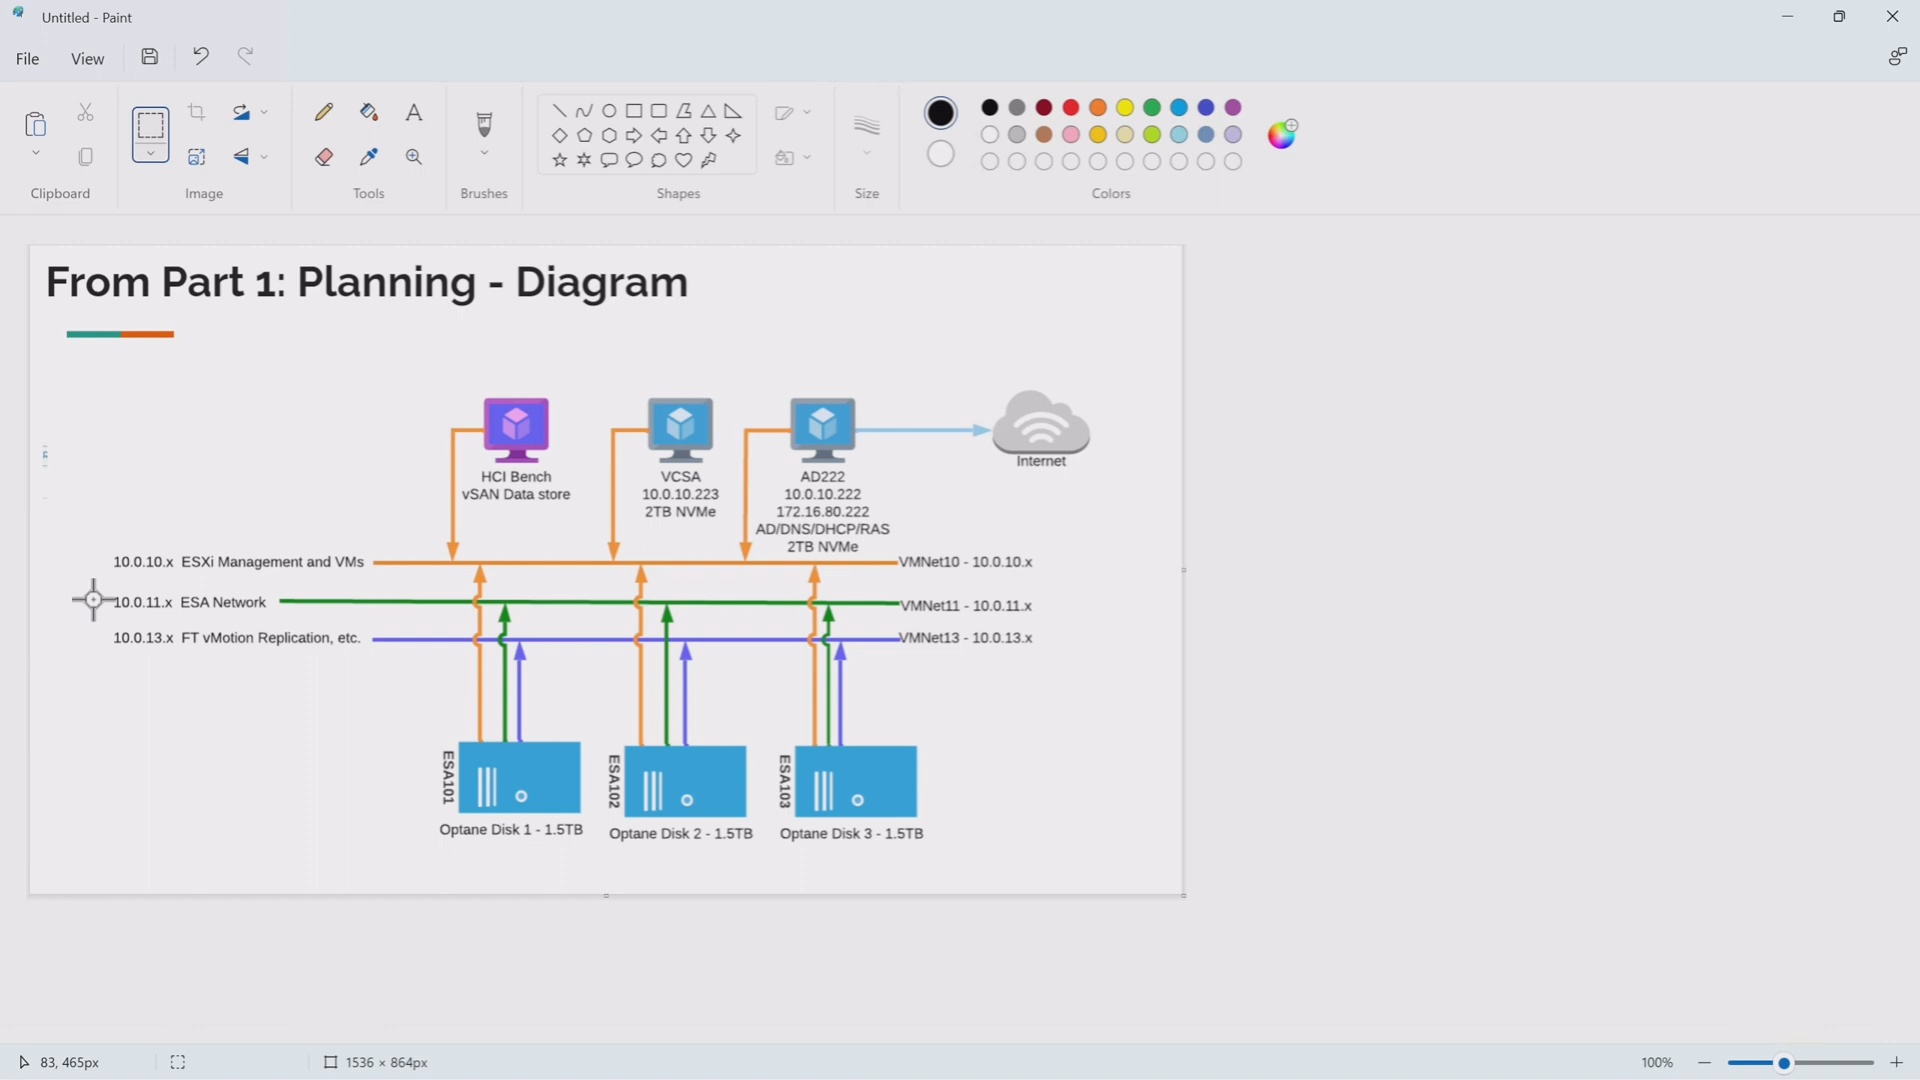 Untitled - Paint
File
View
Clipboard
Image
Tools
Brushes
Shapes
Size
Colors
From Part 1: Planning - Diagram
HCI Bench
vSAN Data store
VCSA
10.0.10.223
2TB NVMe
AD222
10.0.10.222
172.16.80.222
AD/DNS/DHCP/RAS
2TB NVMe
Internet
10.0.10.x ESXi Management and VMs
VMNet10 - 10.0.10.x
10.0.11.x ESA Network
VMNet11 - 10.0.11.x
10.0.13.x FT vMotion Replication, etc.
VMNet13 - 10.0.13.x
ESA101
ESA102
ESA103
Optane Disk 1 - 1.5TB
Optane Disk 2 - 1.5TB
Optane Disk 3 - 1.5TB
83, 465px
1536 × 864px
100%